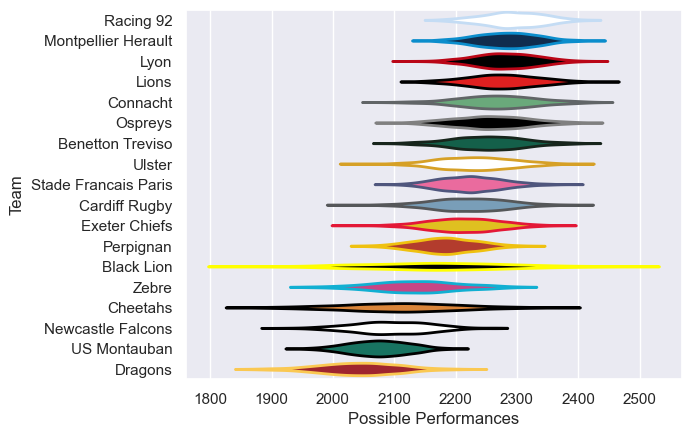 Racing 92
Montpellier Herault
Lyon
Lions
Connacht
Ospreys
Benetton Treviso
Ulster
Stade Francais Paris
Cardiff Rugby
Exeter Chiefs
Perpignan
Black Lion
Zebre
Cheetahs
Newcastle Falcons
US Montauban
Dragons
Team
1800 1900 2000 2100 2200 2300 2400 2500
Possible Performances